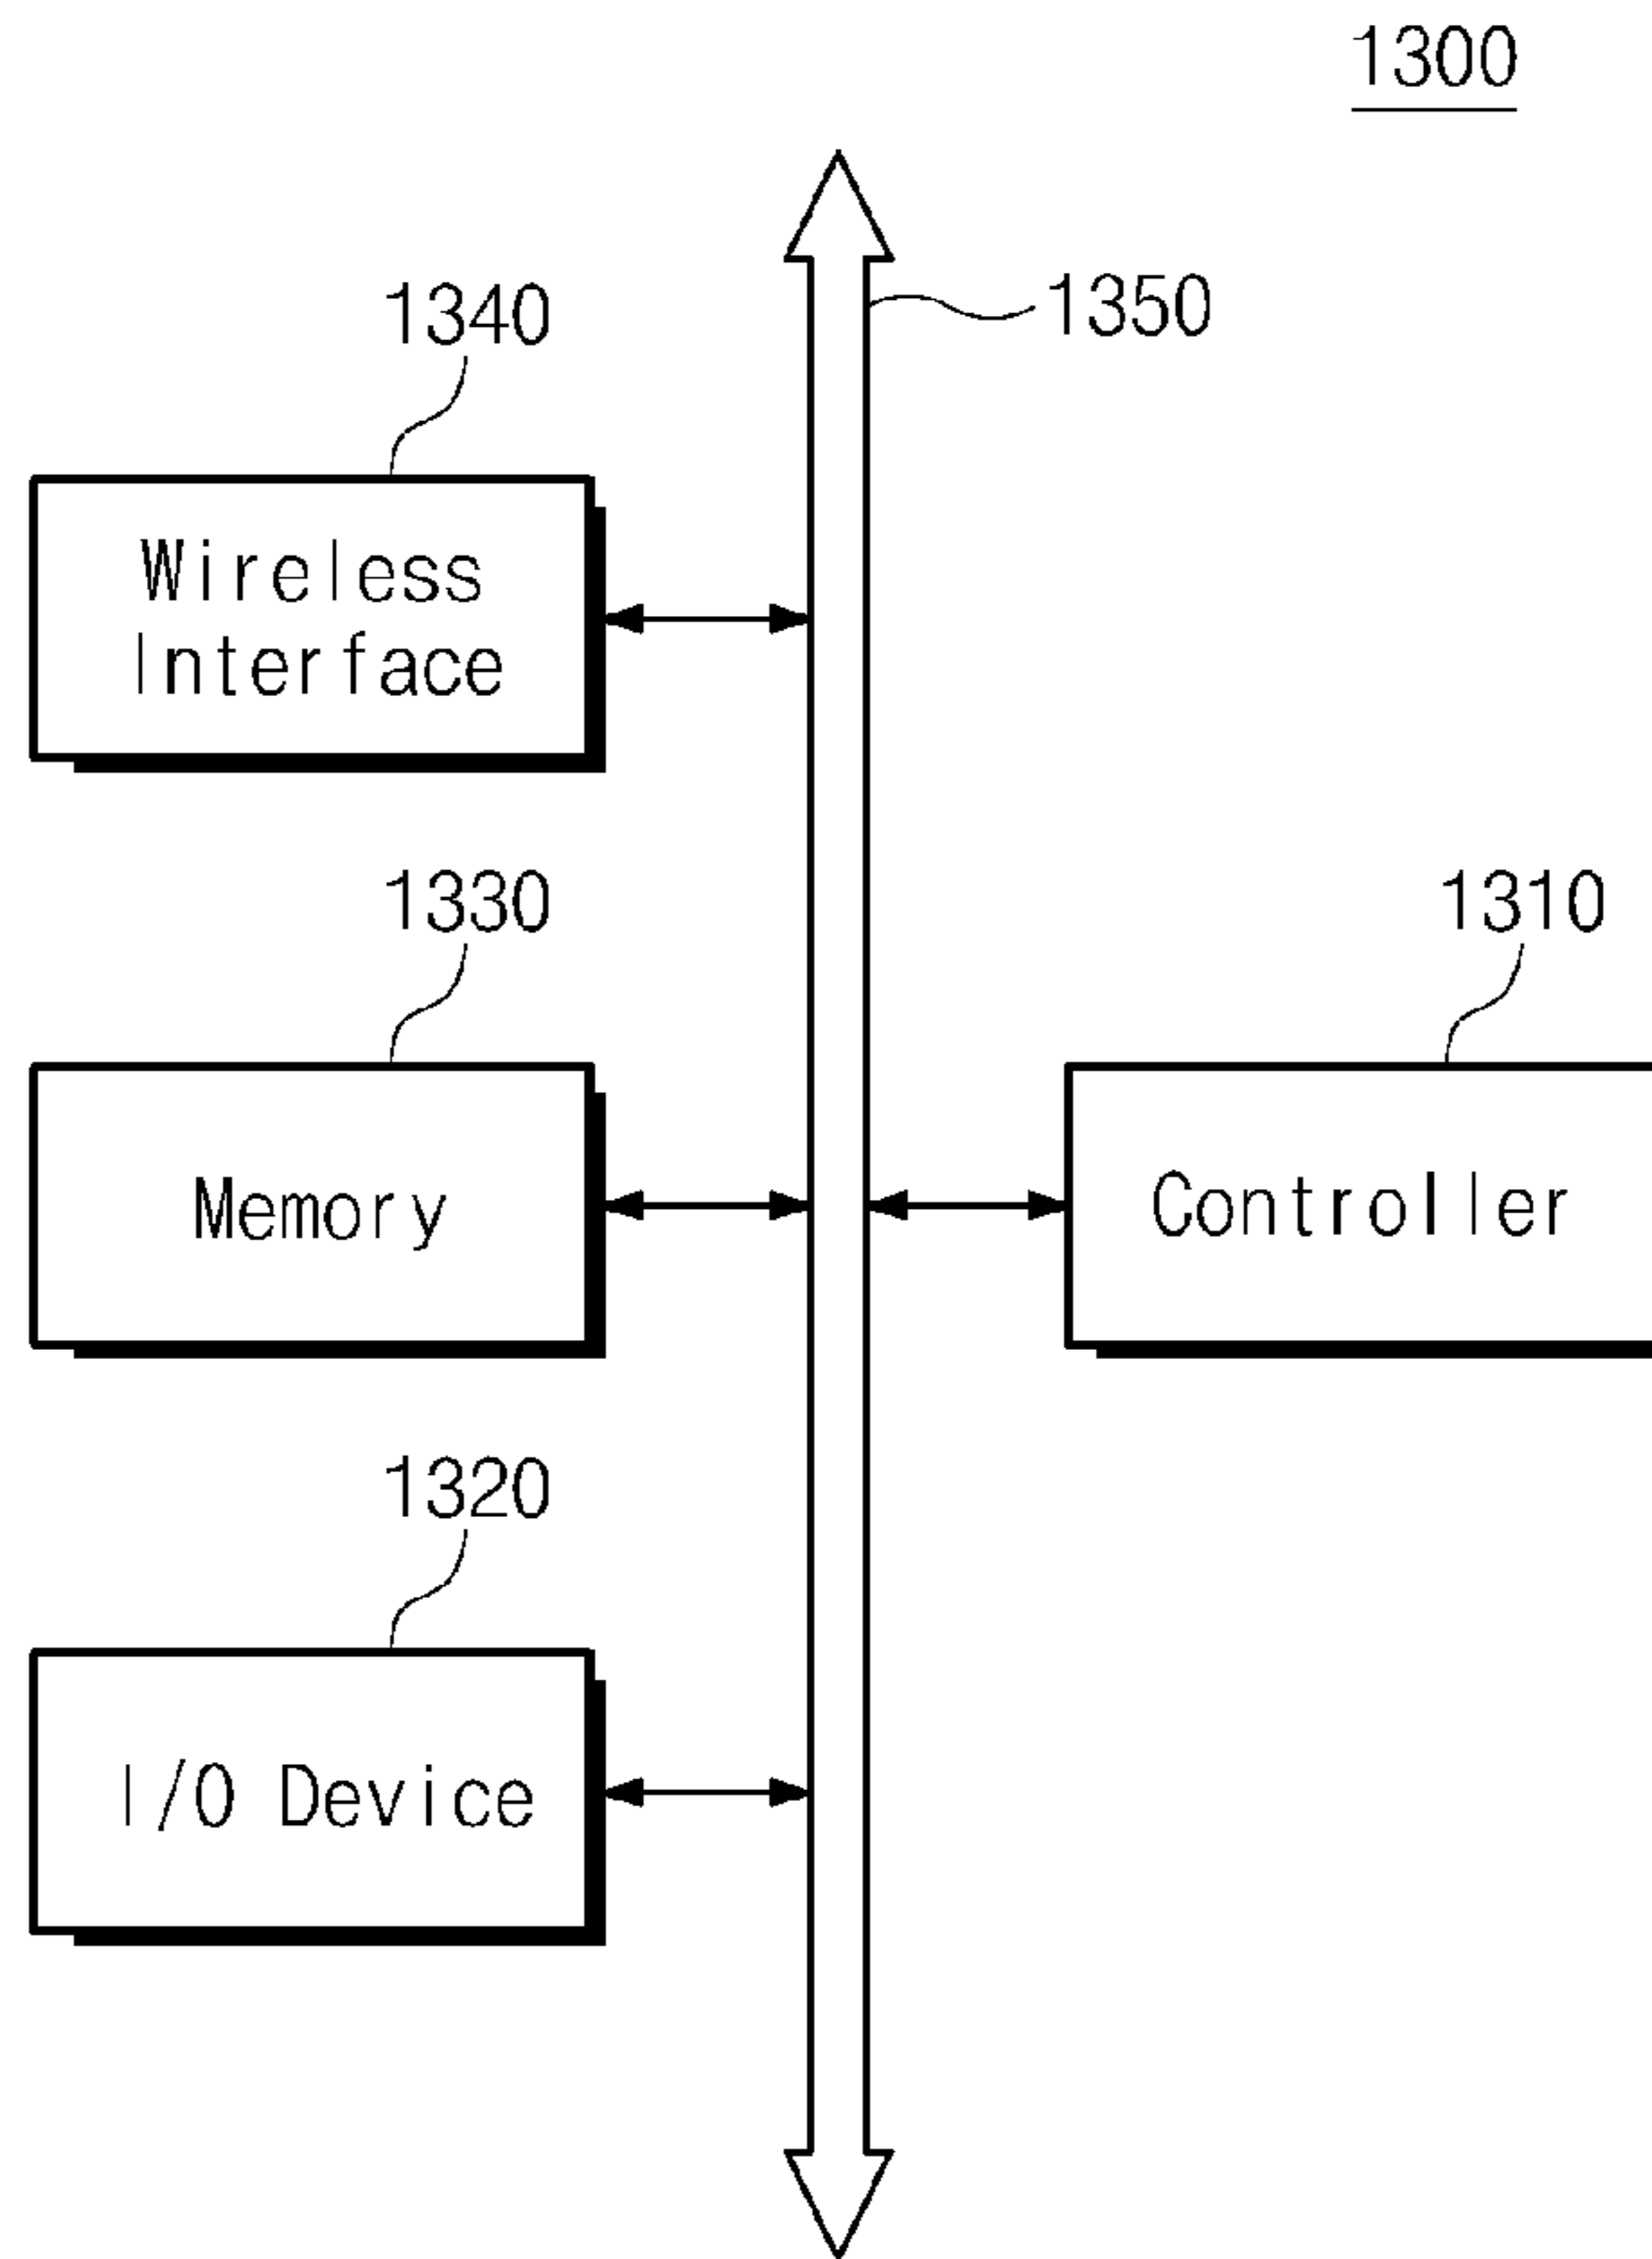 1300
1350
1340
Wireless
Interface
1330
1310
Memory
Controller
1320
I/O Device